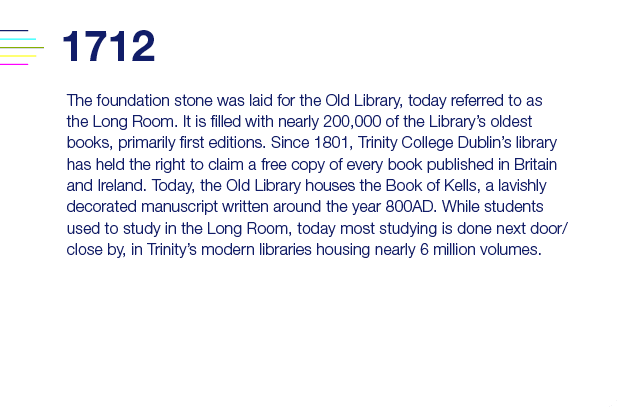 1712
The foundation stone was laid for the Old Library, today referred to as
the Long Room. It is filled with nearly 200,000 of the Library’s oldest
books, primarily first editions. Since 1801, Trinity College Dublin’s library
has held the right to claim a free copy of every book published in Britain
and Ireland. Today, the Old Library houses the Book of Kells, a lavishly
decorated manuscript written around the year 800AD. While students
used to study in the Long Room, today most studying is done next door/
close by, in Trinity’s modern libraries housing nearly 6 million volumes.